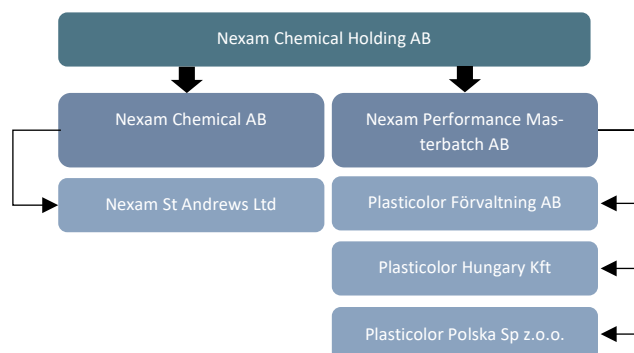 Nexam Chemical Holding AB
Nexam Chemical AB
Nexam Performance Mas-
terbatch AB
Nexam St Andrews Ltd
Plasticolor Förvaltning AB
Plasticolor Hungary Kft
Plasticolor Polska Sp z.o.o.